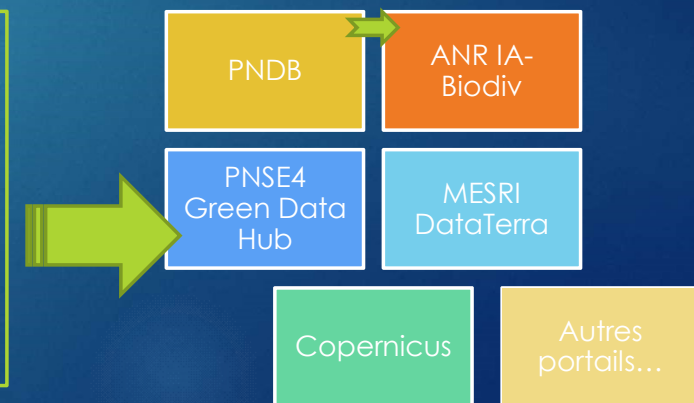 PNDB
ANR IA-
Biodiv
PNSE4
Green Data
Hub
MESRI
DataTerra
Copernicus
Autres
portails…